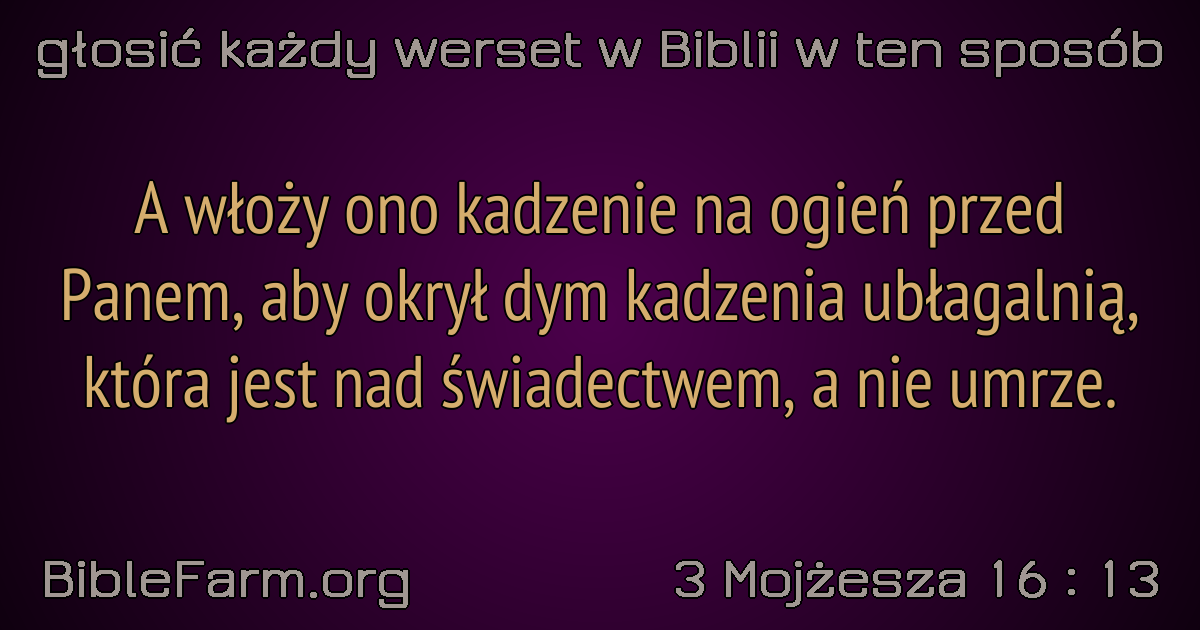 głosić każdy werset w Biblii w ten sposób
A włoży ono kadzenie na ogień przed
Panem, aby okrył dym kadzenia ubłagalnią,
która jest nad świadectwem, a nie umrze.
BibleFarm.org
3 Mojżesza 16 : 13